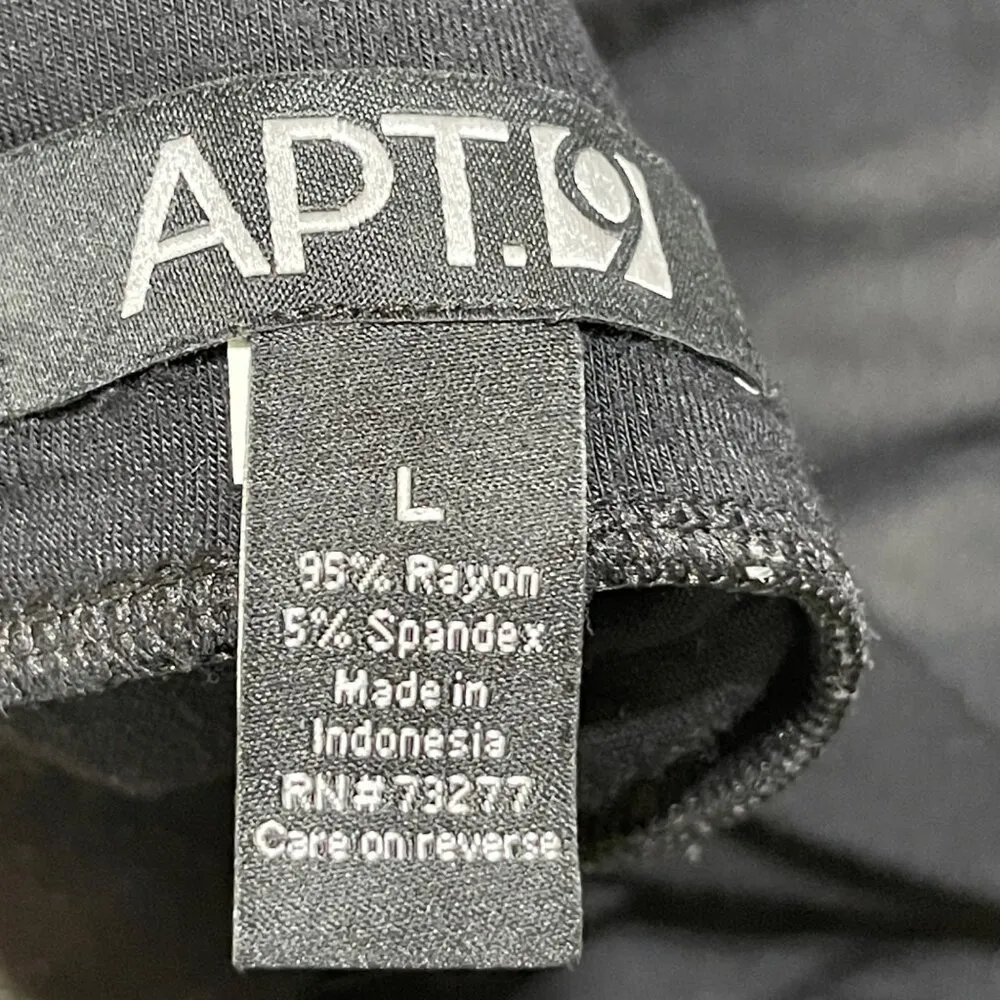 APT.9
L
95% Rayon
5% Spandex
Made in
Indonesia
RN# 73277
Care on reverse